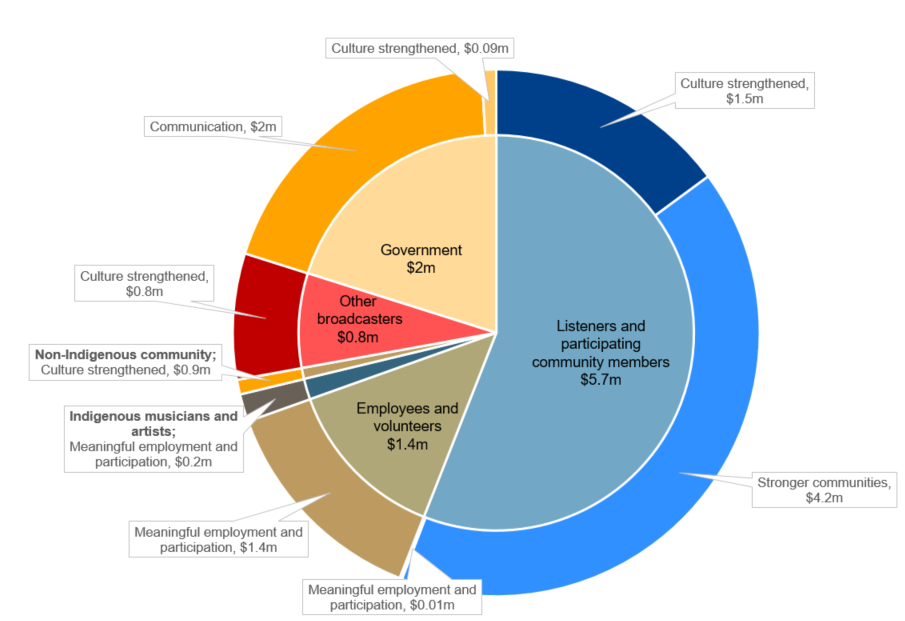 Culture strengthened, $0.09m
Culture strengthened,
$1.5m
Communication, $2m
Government
$2m
Culture strengthened,
$0.8m
Other
broadcasters
$0.8m
Listeners and
participating
community members
$5.7m
Non-Indigenous community;
Culture strengthened, $0.9m
Indigenous musicians and
artists;
Meaningful employment and
participation, $0.2m
Employees and
volunteers
$1.4m
Stronger communities,
$4.2m
Meaningful employment and
participation, $1.4m
Meaningful employment and
participation, $0.01m